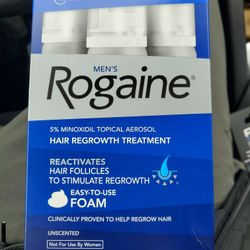 MEN'S
Rogaine®
5% MINOXIDIL TOPICAL AEROSOL
HAIR REGROWTH TREATMENT
REACTIVATES
HAIR FOLLICLES
TO STIMULATE REGROWTH
EASY-TO-USE
FOAM
CLINICALLY PROVEN TO HELP REGROW HAIR
UNSCENTED
Not For Use By Women